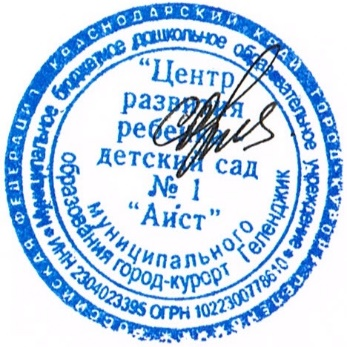 РОССИЙСКАЯ ФЕДЕРАЦИЯ КРАСНОДАРСКИЙ КРАЙ ГОРОД-КУРОРТ
Муниципальное бюджетное дошкольное образовательное учреждение
ИНН 2304023395 ОГРН 1022300778610
"Центр
развития
ребенка
детский сад
№ 1
"Аист"
муниципального
образования город-курорт Геленджик